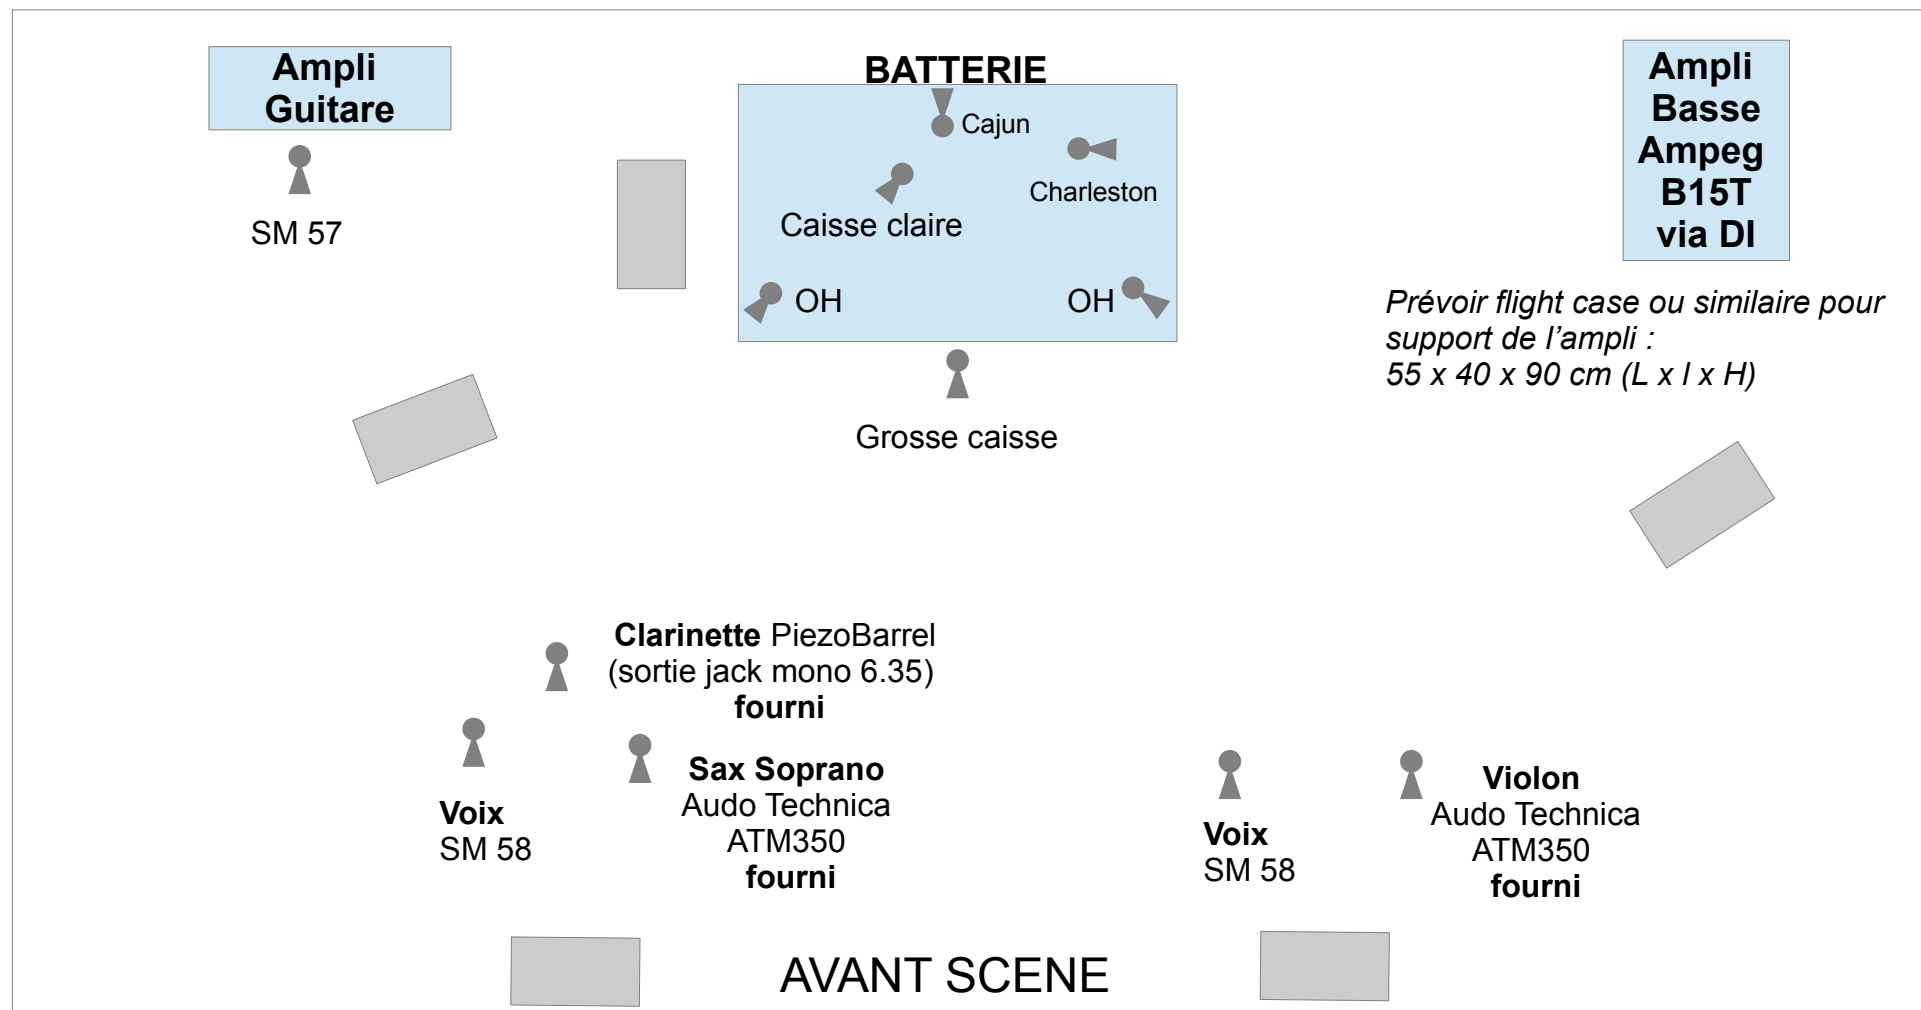 Ampli
Guitare
SM 57
BATTERIE
Cajun
Charleston
Caisse claire
OH
OH
Grosse caisse
Ampli
Basse
Ampeg
B15T
via DI
Prévoir flight case ou similaire pour
support de l’ampli :
55 x 40 x 90 cm (L x l x H)
Clarinette PiezoBarrel
(sortie jack mono 6.35)
fourni
Voix
SM 58
Sax Soprano
Audo Technica
ATM350
fourni
Voix
SM 58
Violon
Audo Technica
ATM350
fourni
AVANT SCENE